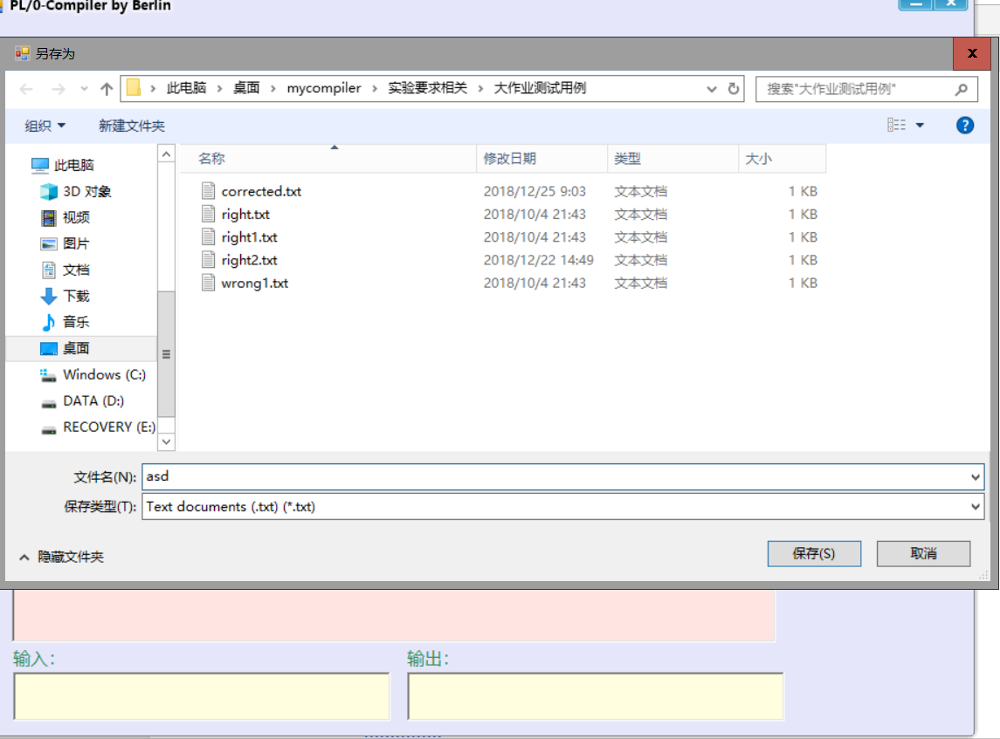 PL/0-Compiler by Berlin
另存为
此电脑 › 桌面 › mycompiler › 实验要求相关 › 大作业测试用例
搜索"大作业测试用例"
组织 新建文件夹
名称 修改日期 类型 大小
此电脑
3D 对象
视频
图片
文档
下载
音乐
桌面
Windows (C:)
DATA (D:)
RECOVERY (E:)
corrected.txt 2018/12/25 9:03 文本文档 1 KB
right.txt 2018/10/4 21:43 文本文档 1 KB
right1.txt 2018/10/4 21:43 文本文档 1 KB
right2.txt 2018/12/22 14:49 文本文档 1 KB
wrong1.txt 2018/10/4 21:43 文本文档 1 KB
文件名(N): asd
保存类型(T): Text documents (.txt) (*.txt)
隐藏文件夹
保存(S) 取消
输入: 输出: